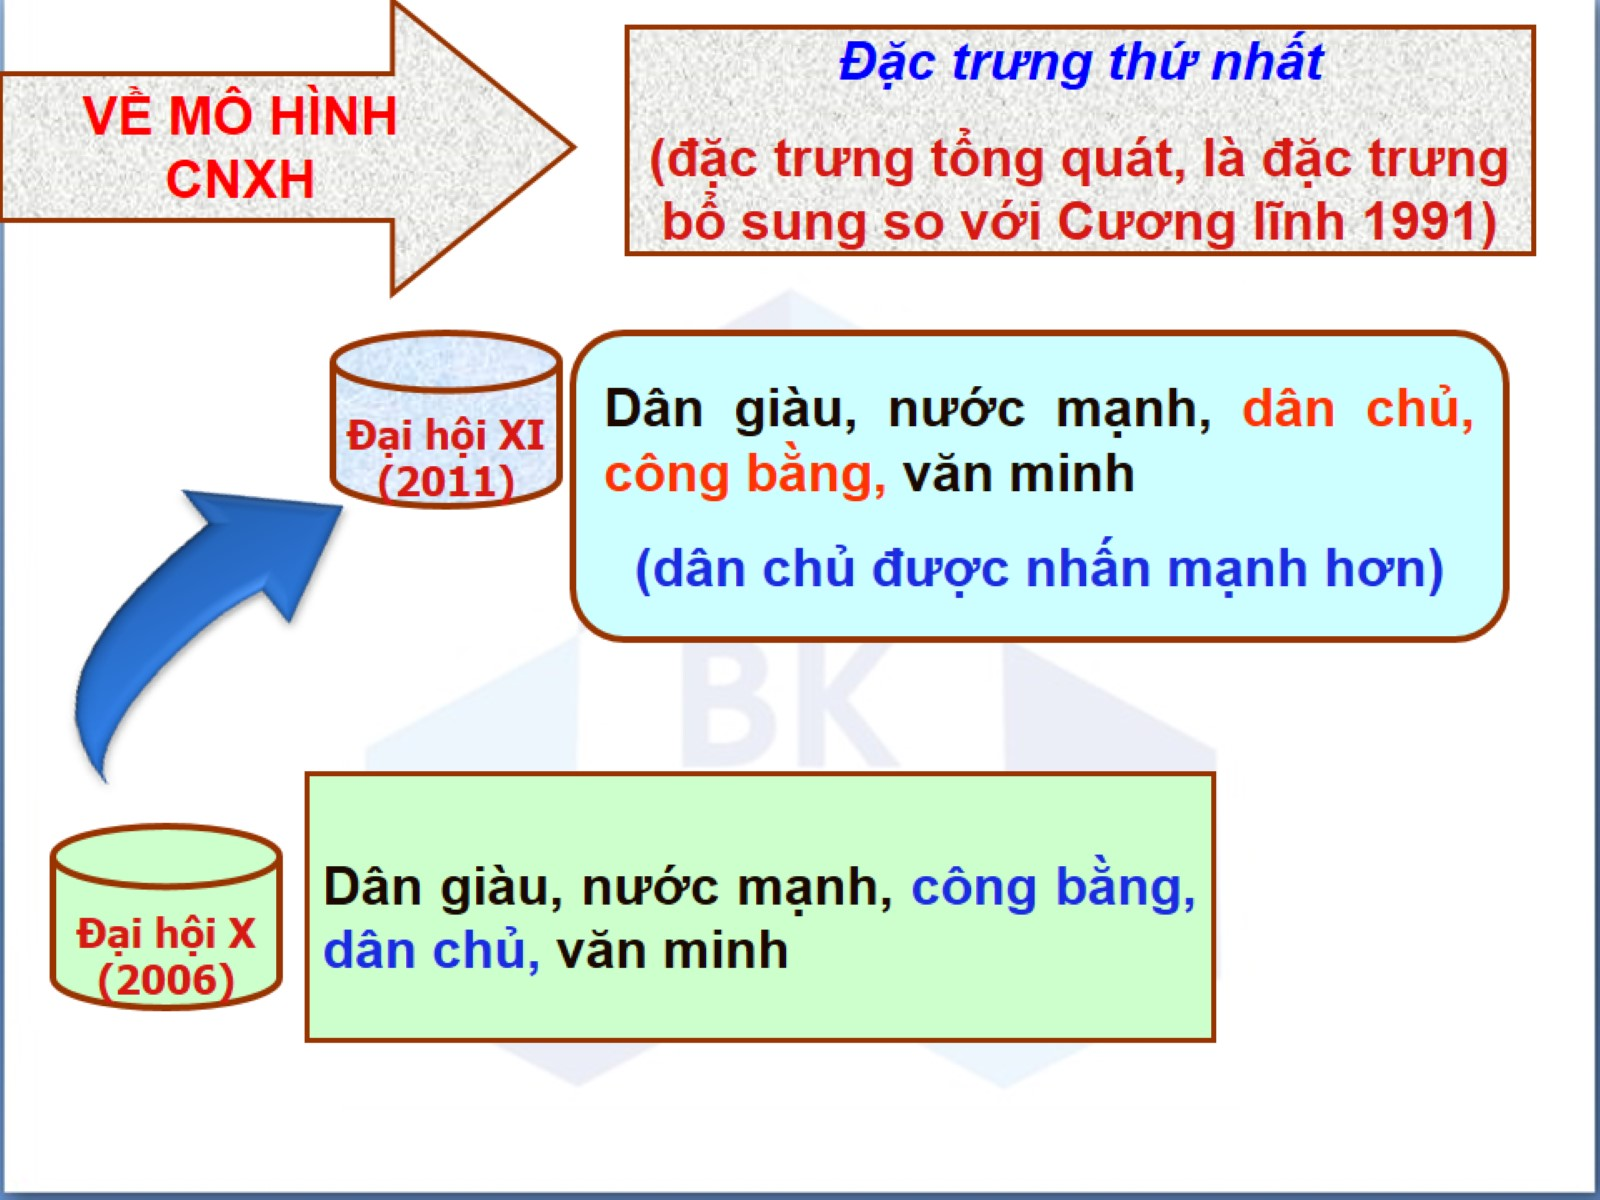 VỀ MÔ HÌNH
CNXH
Đặc trưng thứ nhất
(đặc trưng tổng quát, là đặc trưng
bổ sung so với Cương lĩnh 1991)
Đại hội XI
(2011)
Dân giàu, nước mạnh, dân chủ,
công bằng, văn minh
(dân chủ được nhấn mạnh hơn)
BK
Đại hội X
(2006)
Dân giàu, nước mạnh, công bằng,
dân chủ, văn minh